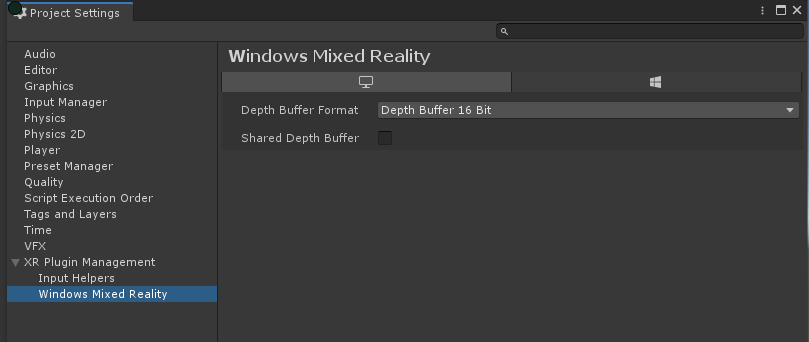 Project Settings
Audio
Editor
Graphics
Input Manager
Physics
Physics 2D
Player
Preset Manager
Quality
Script Execution Order
Tags and Layers
Time
VFX
XR Plugin Management
Input Helpers
Windows Mixed Reality
Windows Mixed Reality
Depth Buffer Format
Depth Buffer 16 Bit
Shared Depth Buffer